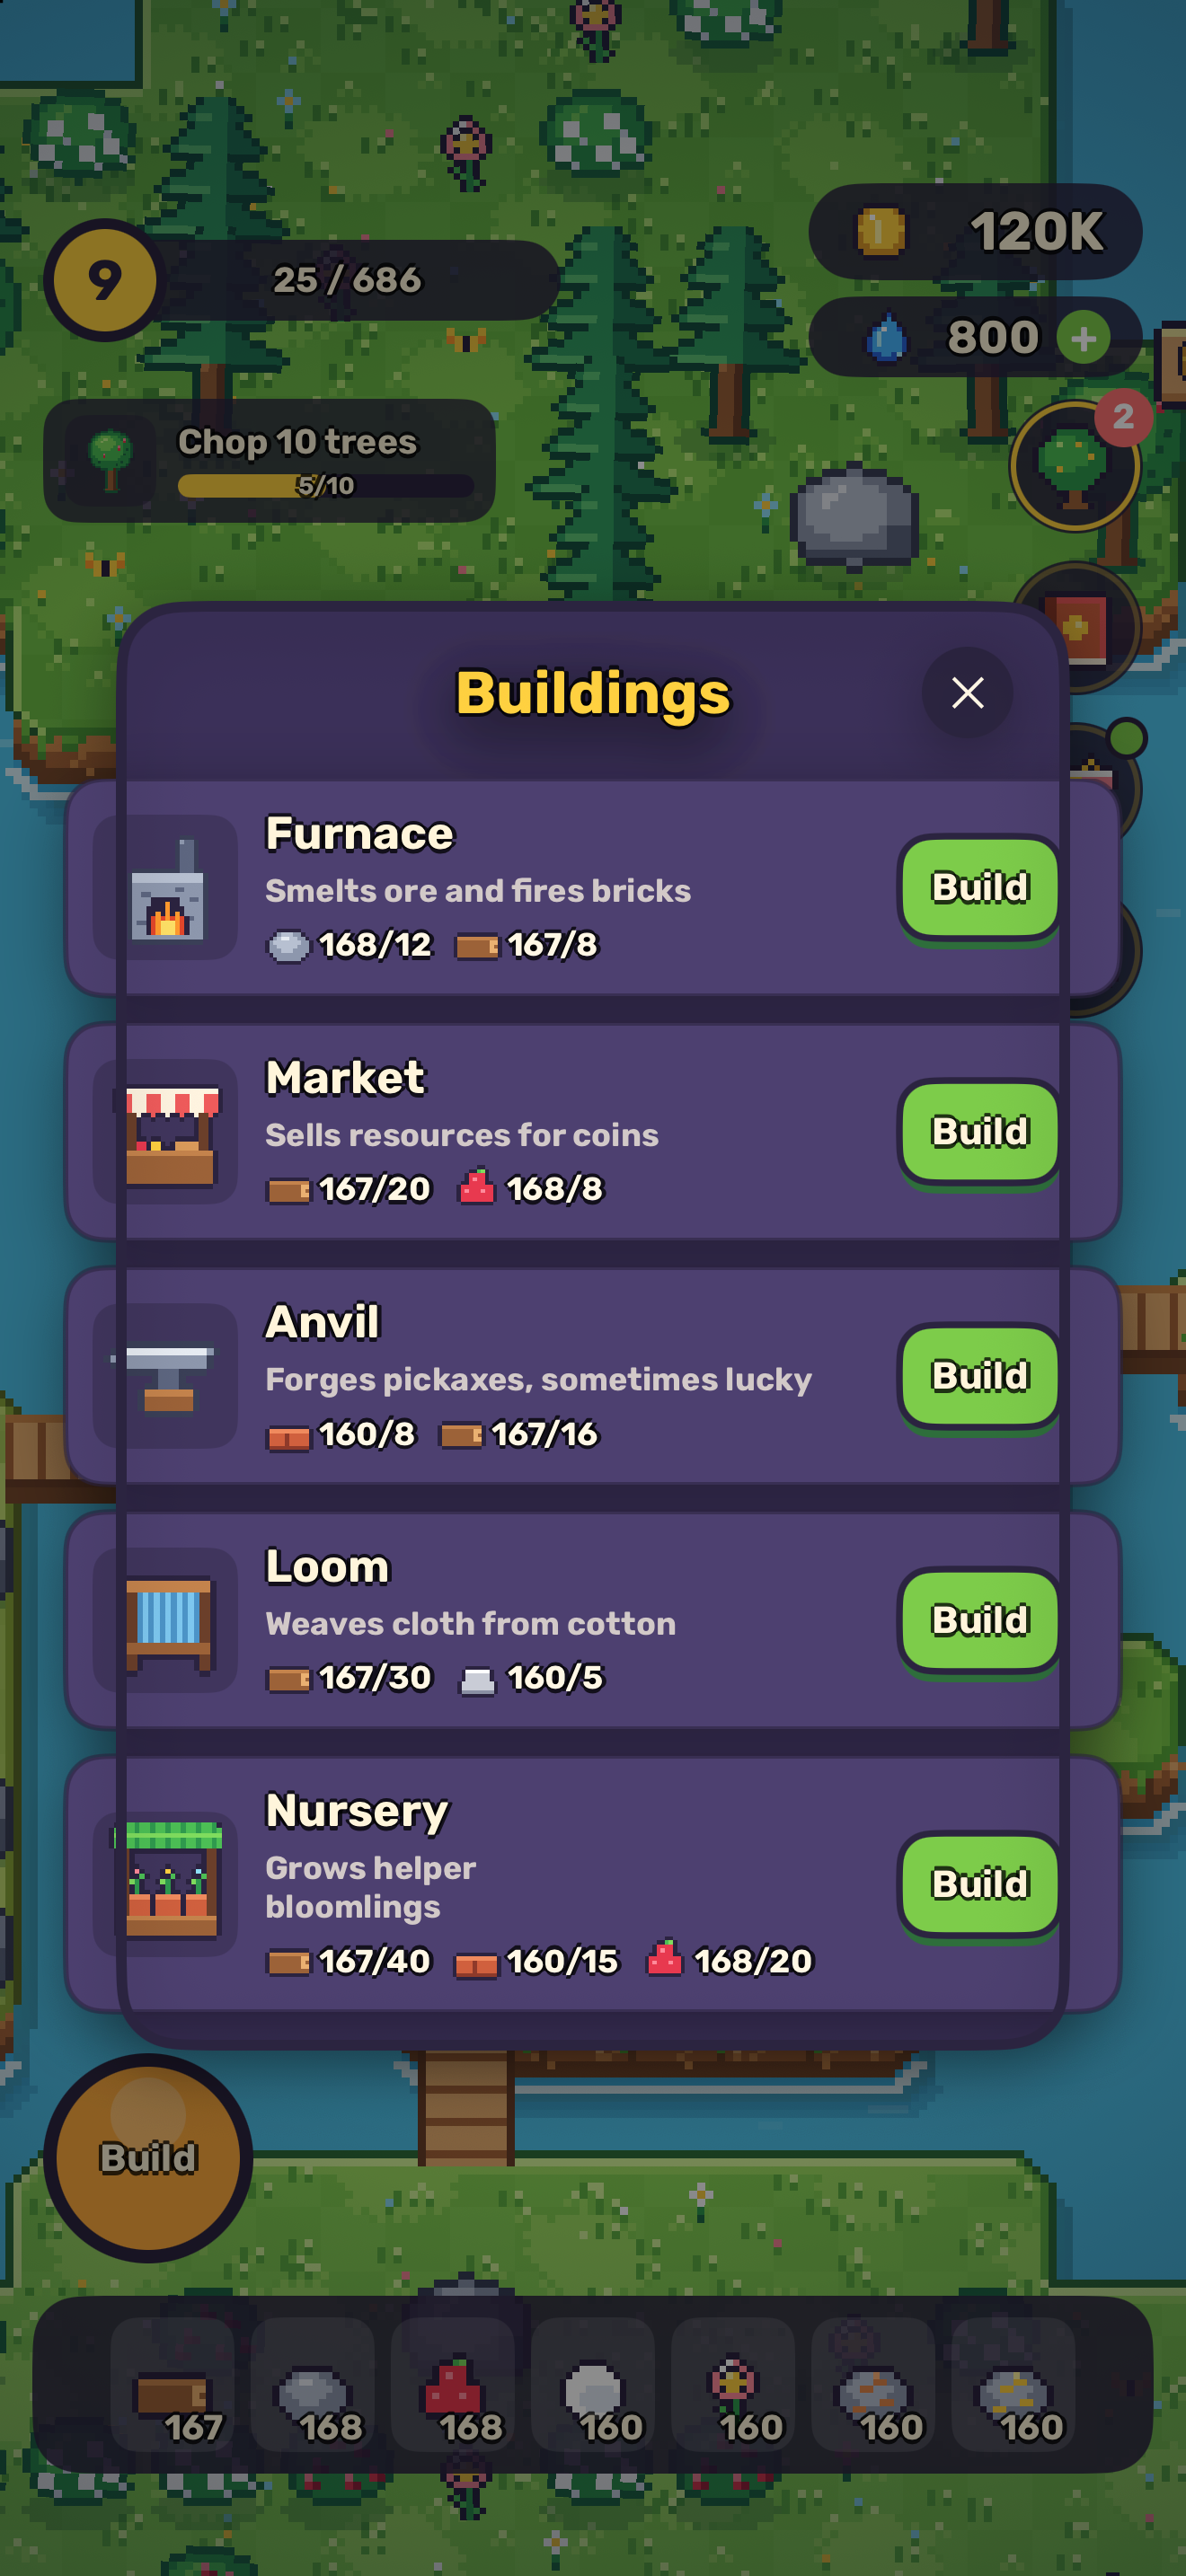 120K
9
25 / 686
800 +
2
Chop 10 trees
5/10
Buildings
Furnace
Smelts ore and fires bricks
168/12 167/8
Build
Market
Sells resources for coins
167/20 168/8
Build
Anvil
Forges pickaxes, sometimes lucky
160/8 167/16
Build
Loom
Weaves cloth from cotton
167/30 160/5
Build
Nursery
Grows helper
bloomlings
167/40 160/15 168/20
Build
Build
167 168 168 160 160 160 160